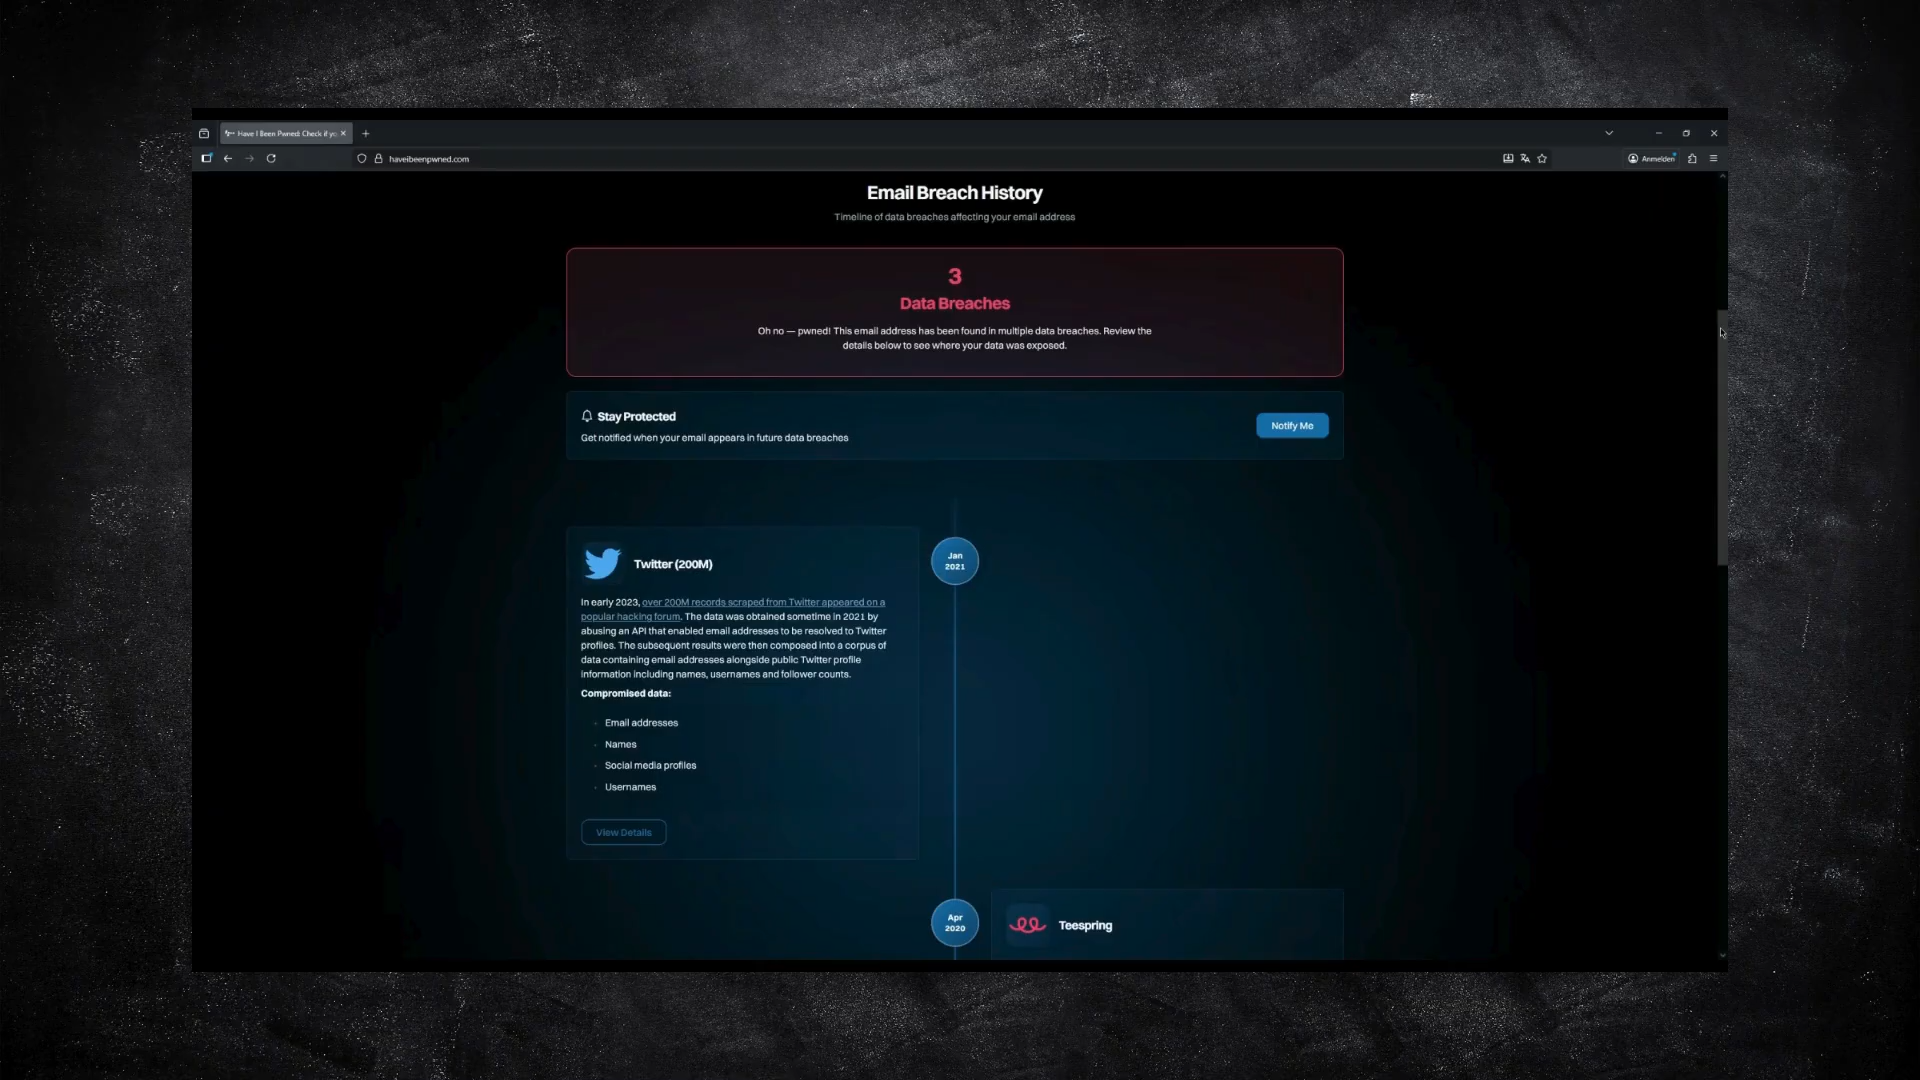 Have I Been Pwned: Check if yo
haveibeenpwned.com
Anmelden
Email Breach History
Timeline of data breaches affecting your email address
3
Data Breaches
Oh no — pwned! This email address has been found in multiple data breaches. Review the
details below to see where your data was exposed.
Stay Protected
Get notified when your email appears in future data breaches
Notify Me
Jan
2021
Twitter (200M)
In early 2023, over 200M records scraped from Twitter appeared on a
popular hacking forum. The data was obtained sometime in 2021 by
abusing an API that enabled email addresses to be resolved to Twitter
profiles. The subsequent results were then composed into a corpus of
data containing email addresses alongside public Twitter profile
information including names, usernames and follower counts.
Compromised data:
Email addresses
Names
Social media profiles
Usernames
View Details
Apr
2020
Teespring